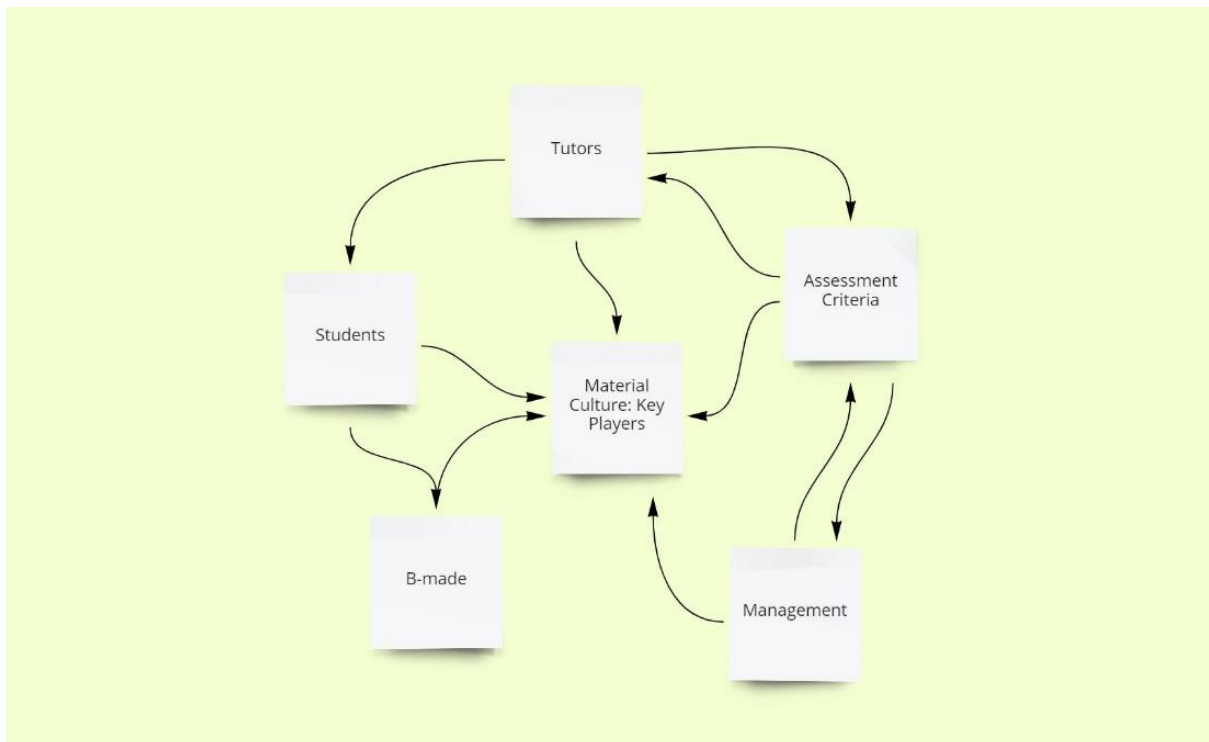 Tutors
Assessment
Criteria
Students
Material
Culture: Key
Players
B-made
Management